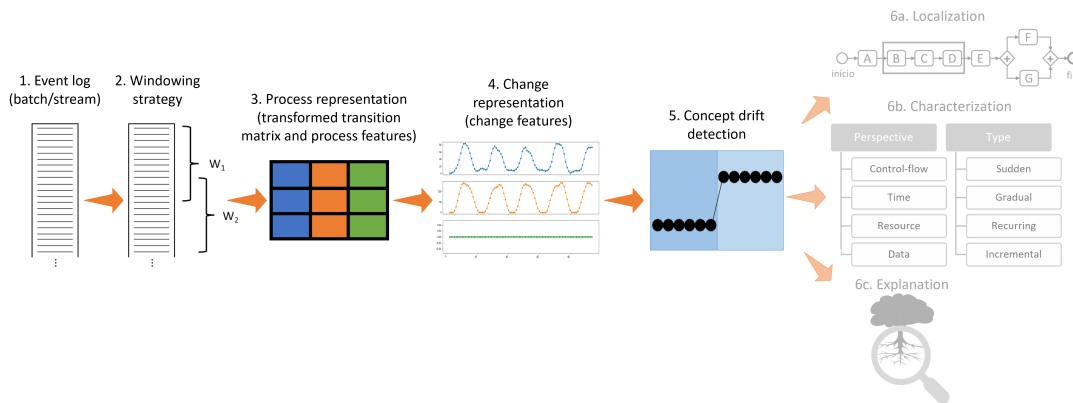 1. Event log
(batch/stream)
2. Windowing
strategy
W1
W2
⋮
⋮
3. Process representation
(transformed transition
matrix and process features)
4. Change
representation
(change features)
5. Concept drift
detection
6a. Localization
início
A
B
C
D
E
F
G
6b. Characterization
Perspective
Type
Control-flow
Sudden
Time
Gradual
Resource
Recurring
Data
Incremental
6c. Explanation